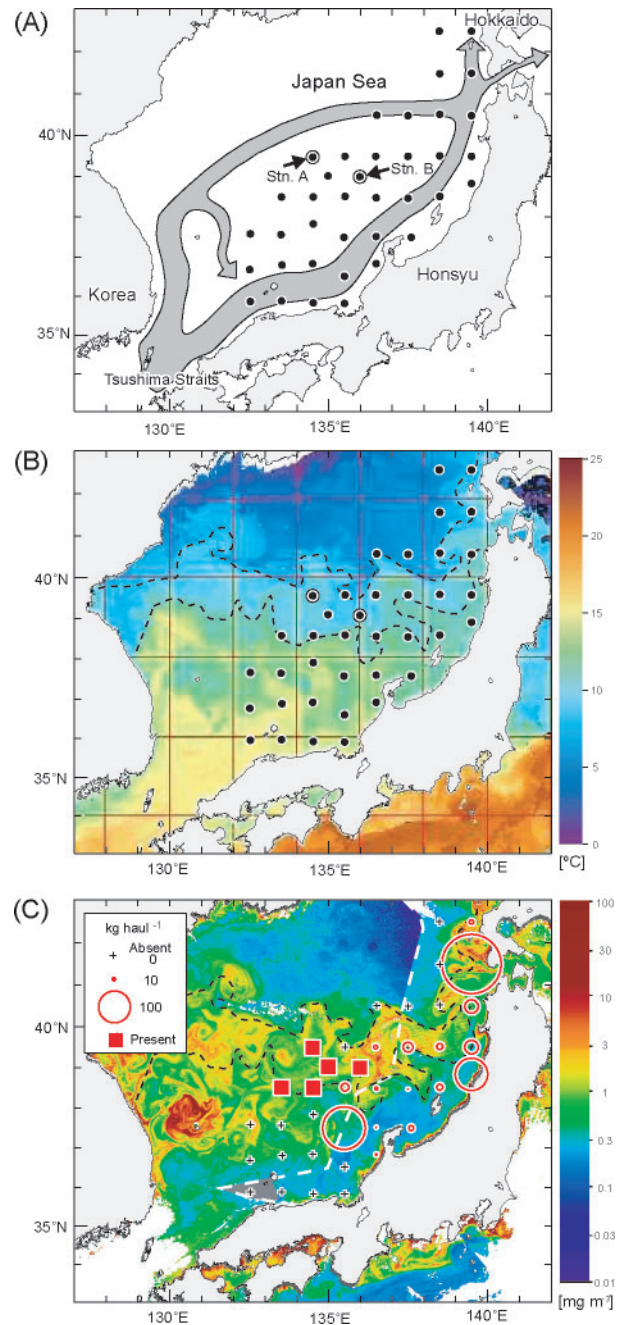 (A)
Hokkaido
Japan Sea
40°N
Stn. A
Stn. B
Korea
Honsyu
35°N
Tsushima Straits
130°E 135°E 140°E
(B)
25
20
40°N
15
10
5
35°N
0
130°E 135°E 140°E
[°C]
(C)
kg haul ⁻¹
Absent
0
10
100
Present
100
30
10
40°N
3
1
0.3
0.1
35°N
0.03
0.01
130°E 135°E 140°E